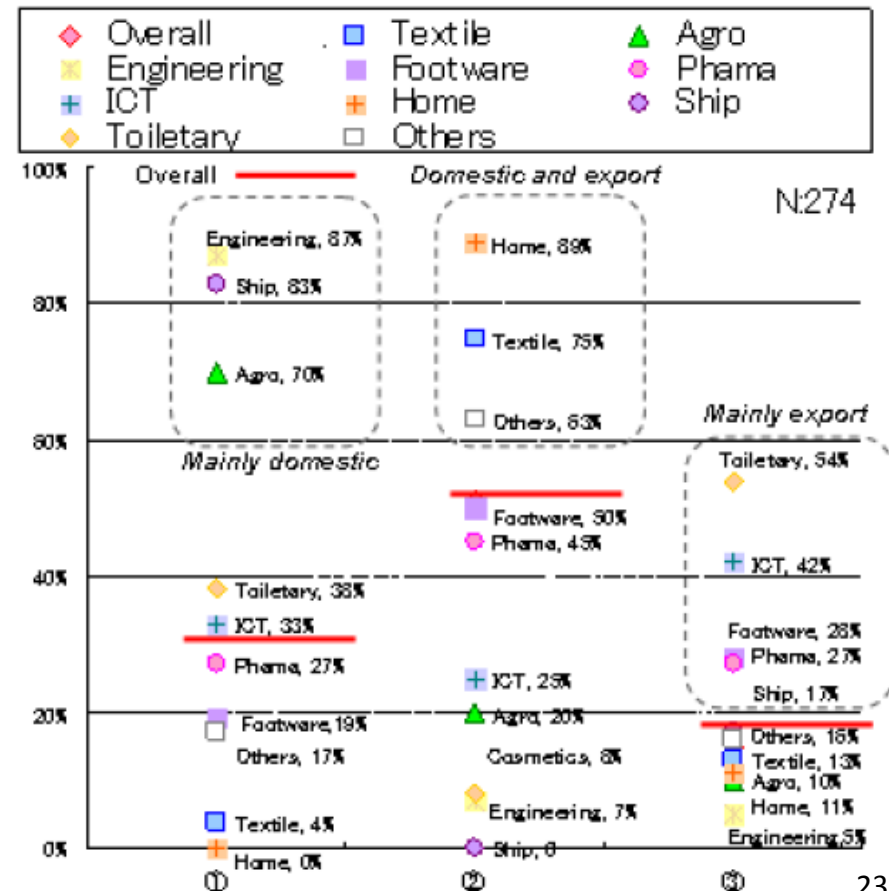 Overall Textile Agro
Engineering Footware Phama
ICT Home Ship
Toiletary Others
100%
Overall
Domestic and export
N:274
Engineering, 87%
Home, 89%
Ship, 83%
80%
Textile, 75%
Agro, 70%
Others, 63%
Mainly export
60%
Mainly domestic
Toiletary, 54%
Footware, 50%
Phama, 45%
ICT, 42%
40%
Toiletary, 38%
ICT, 33%
Phama, 27%
Footware, 28%
Phama, 27%
ICT, 25%
Ship, 17%
20%
Footware, 19%
Agro, 20%
Others, 17%
Cosmetics, 8%
Others, 16%
Textile, 13%
Agro, 10%
Home, 11%
Engineering, 7%
Textile, 4%
Engineering, 5%
0%
Home, 0%
Ship, 0
①
②
③
23